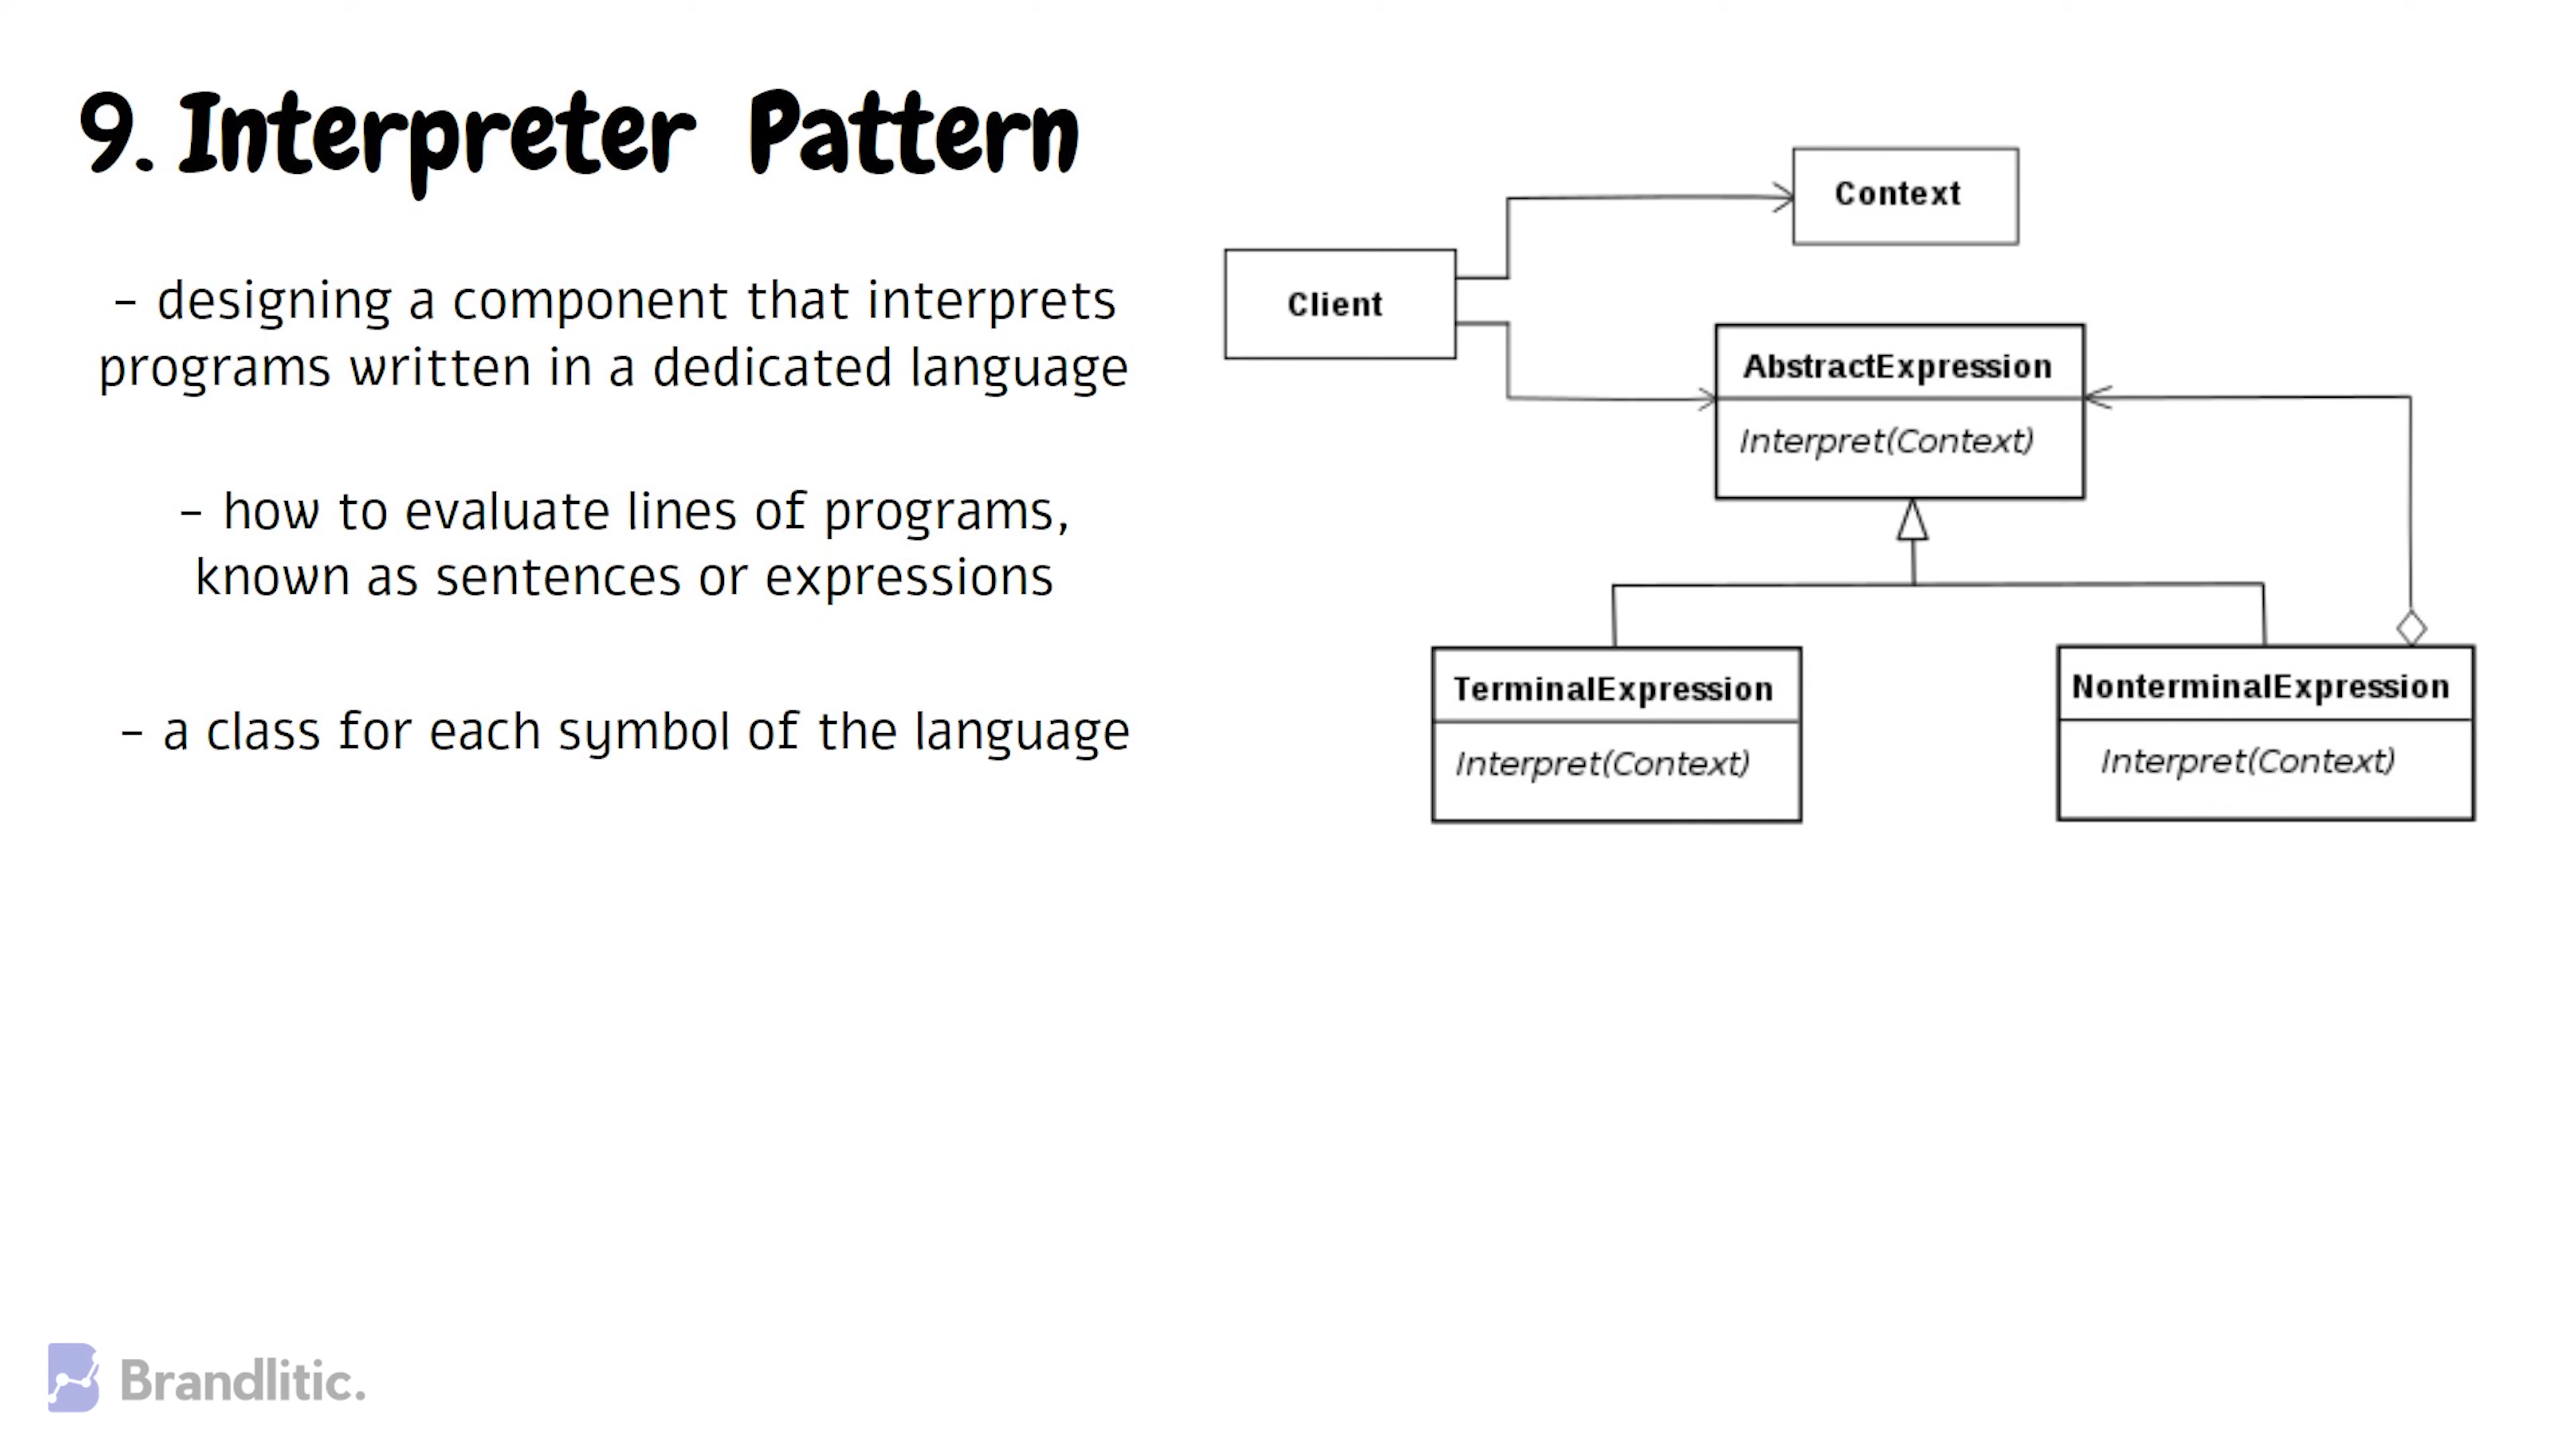 9. Interpreter Pattern
- designing a component that interprets
programs written in a dedicated language
- how to evaluate lines of programs,
known as sentences or expressions
- a class for each symbol of the language
Context
Client
AbstractExpression
Interpret(Context)
TerminalExpression
Interpret(Context)
NonterminalExpression
Interpret(Context)
Brandlitic.